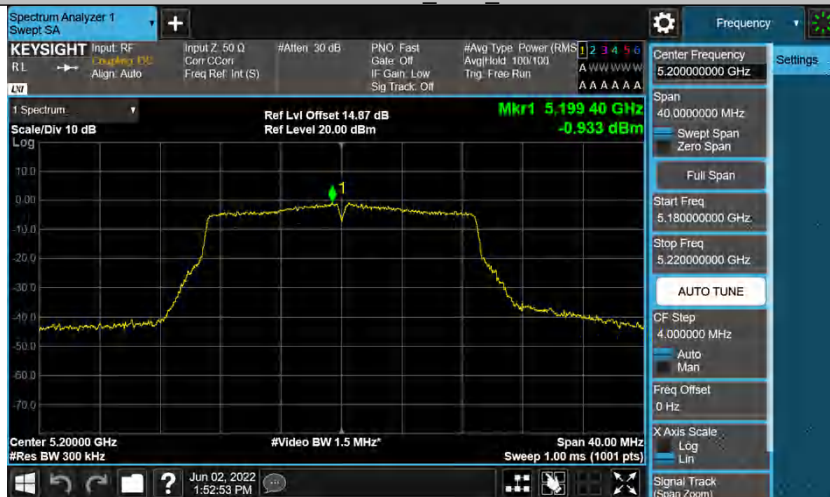 Spectrum Analyzer 1
Swept SA
Frequency
KEYSIGHT
RL
Input: RF
Coupling: DC
Align: Auto
Input Z: 50 Ω
Corr CCorr
Freq Ref: Int (S)
#Atten: 30 dB
PNO: Fast
Gate: Off
IF Gain: Low
Sig Track: Off
#Avg Type: Power (RMS
Avg|Hold: 100/100
Trig: Free Run
1 2 3 4 5 6
A W W W W W
A A A A A A
LXI
1 Spectrum
Scale/Div 10 dB
Ref Lvl Offset 14.87 dB
Ref Level 20.00 dBm
Mkr1 5.199 40 GHz
-0.933 dBm
Log
10.0
0.00
-10.0
-20.0
-30.0
-40.0
-50.0
-60.0
-70.0
1
Center 5.20000 GHz
#Res BW 300 kHz
#Video BW 1.5 MHz*
Span 40.00 MHz
Sweep 1.00 ms (1001 pts)
Jun 02, 2022
1:52:53 PM
Settings
Center Frequency
5.200000000 GHz
Span
40.0000000 MHz
Swept Span
Zero Span
Full Span
Start Freq
5.180000000 GHz
Stop Freq
5.220000000 GHz
AUTO TUNE
CF Step
4.000000 MHz
Auto
Man
Freq Offset
0 Hz
X Axis Scale
Log
Lin
Signal Track
(Span Zoom)